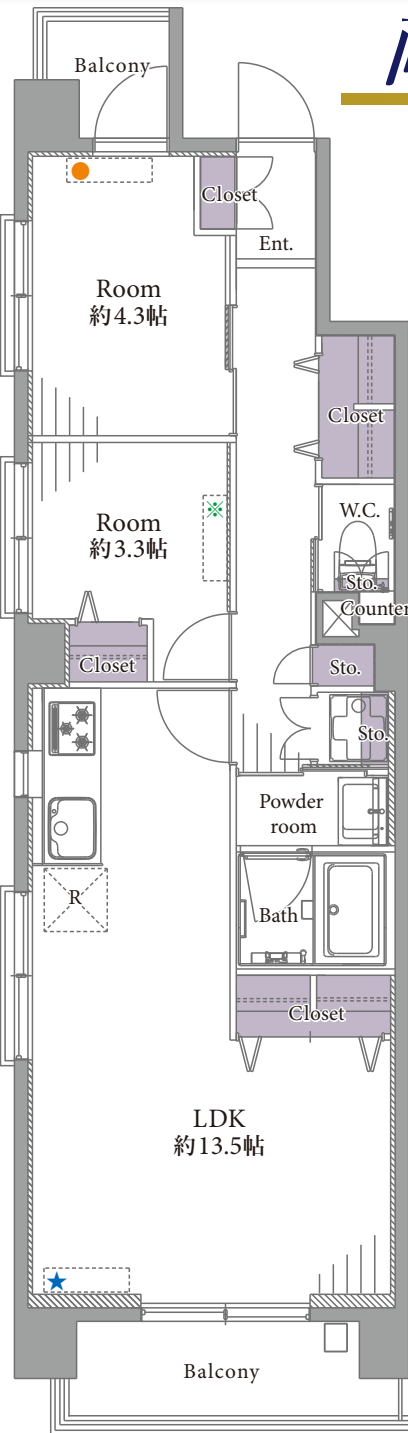 Balcony
Closet
Ent.
Room
約4.3帖
Closet
Room
約3.3帖
※
W.C.
Sto.
Counter
Closet
Sto.
Sto.
Powder
room
R
Bath
Closet
LDK
約13.5帖
Balcony